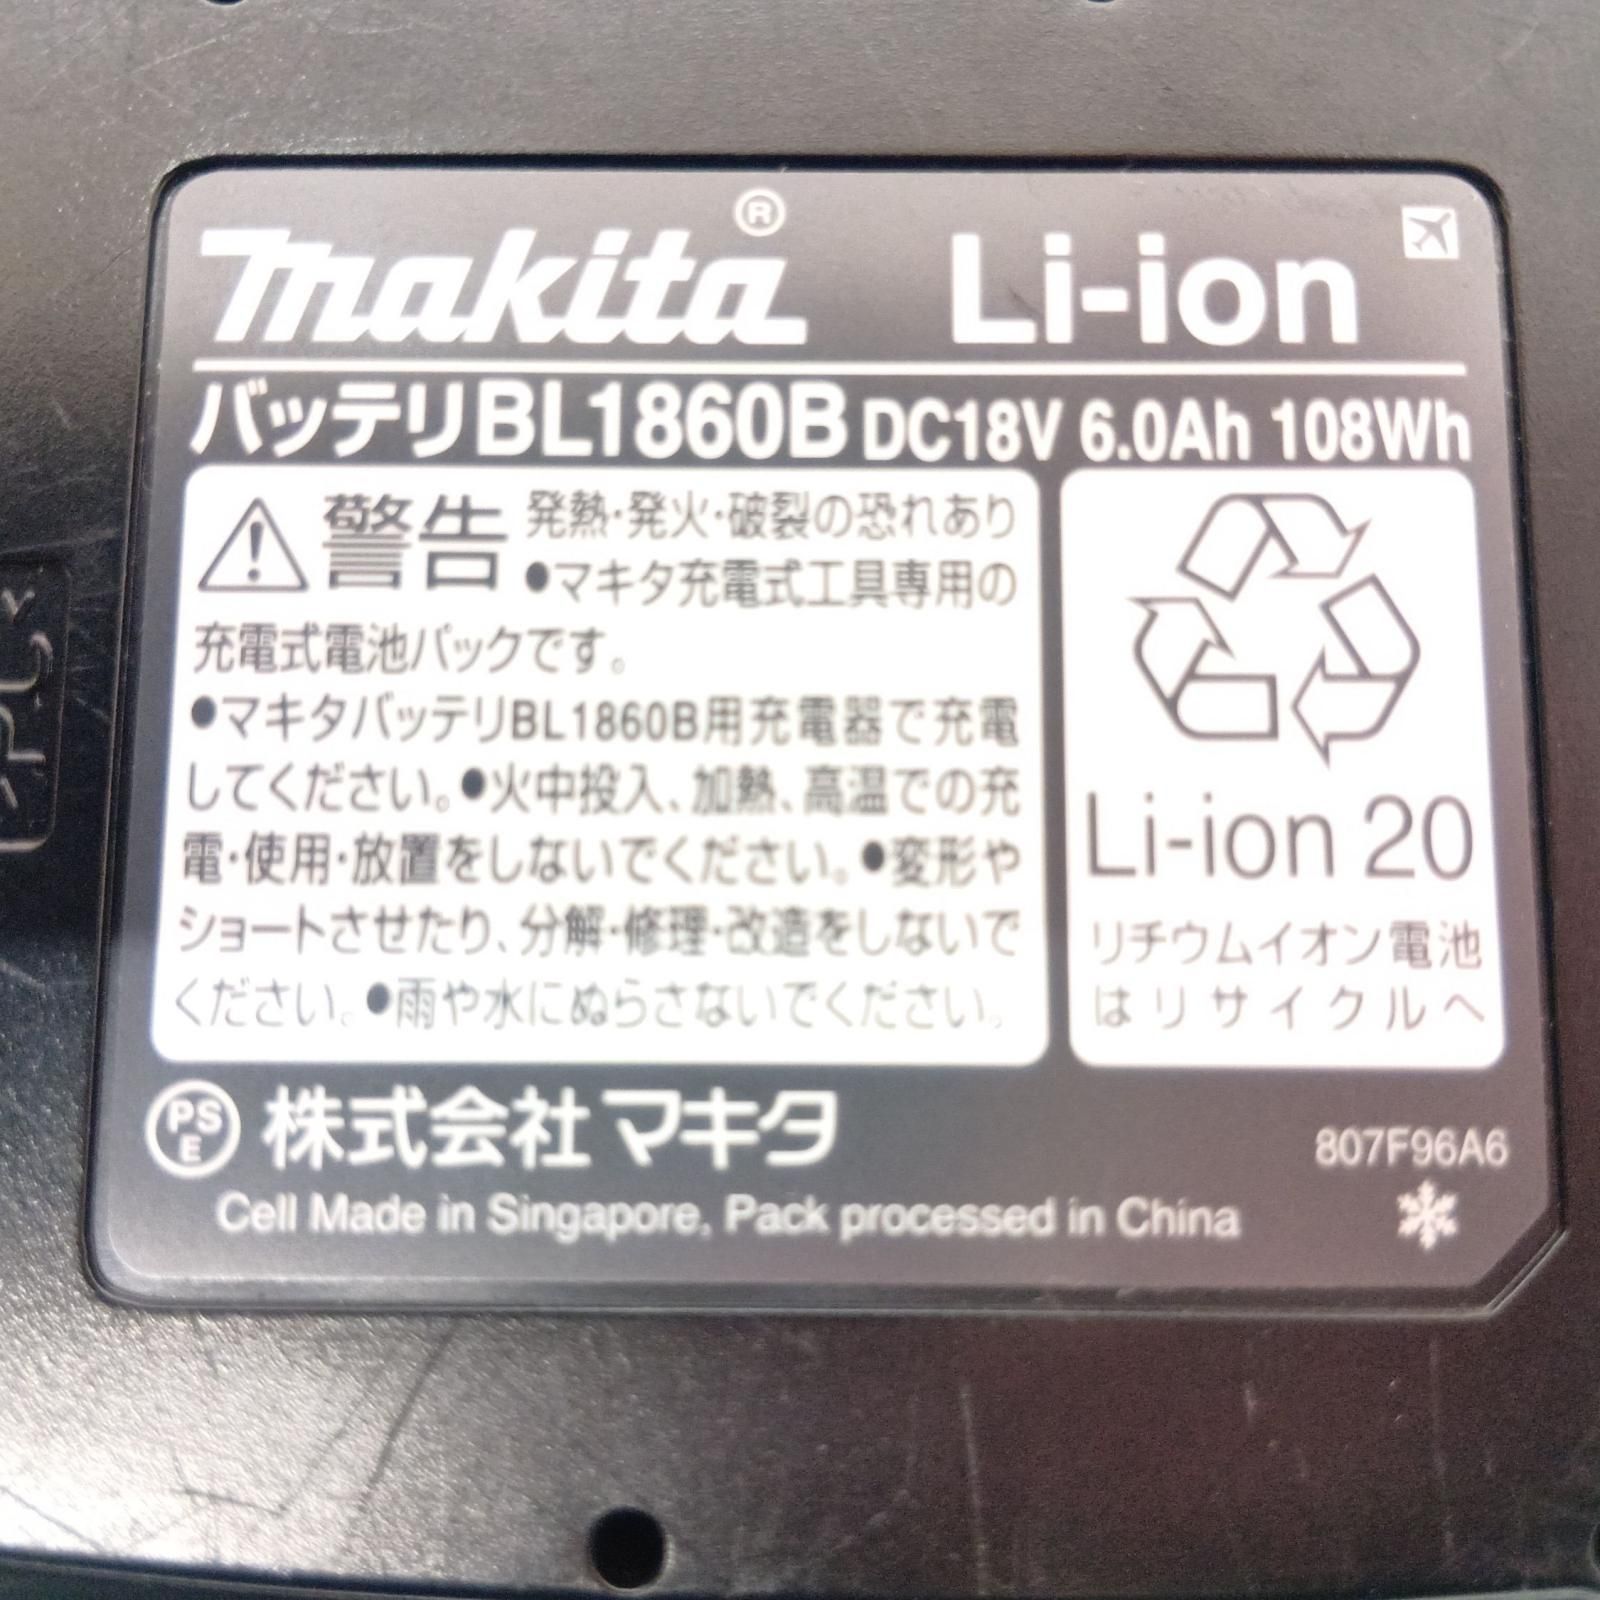 makita® Li-ion
バッテリBL1860B DC18V 6.0Ah 108Wh
警告 発熱・発火・破裂の恐れあり
●マキタ充電式工具専用の
充電式電池パックです。
●マキタバッテリBL1860B用充電器で充電
してください。●火中投入、加熱、高温での充
電・使用・放置をしないでください。●変形や
ショートさせたり、分解・修理・改造をしないで
ください。●雨や水にぬらさないでください。
Li-ion 20
リチウムイオン電池
はリサイクルへ
PS
E
株式会社マキタ
807F96A6
Cell Made in Singapore, Pack processed in China